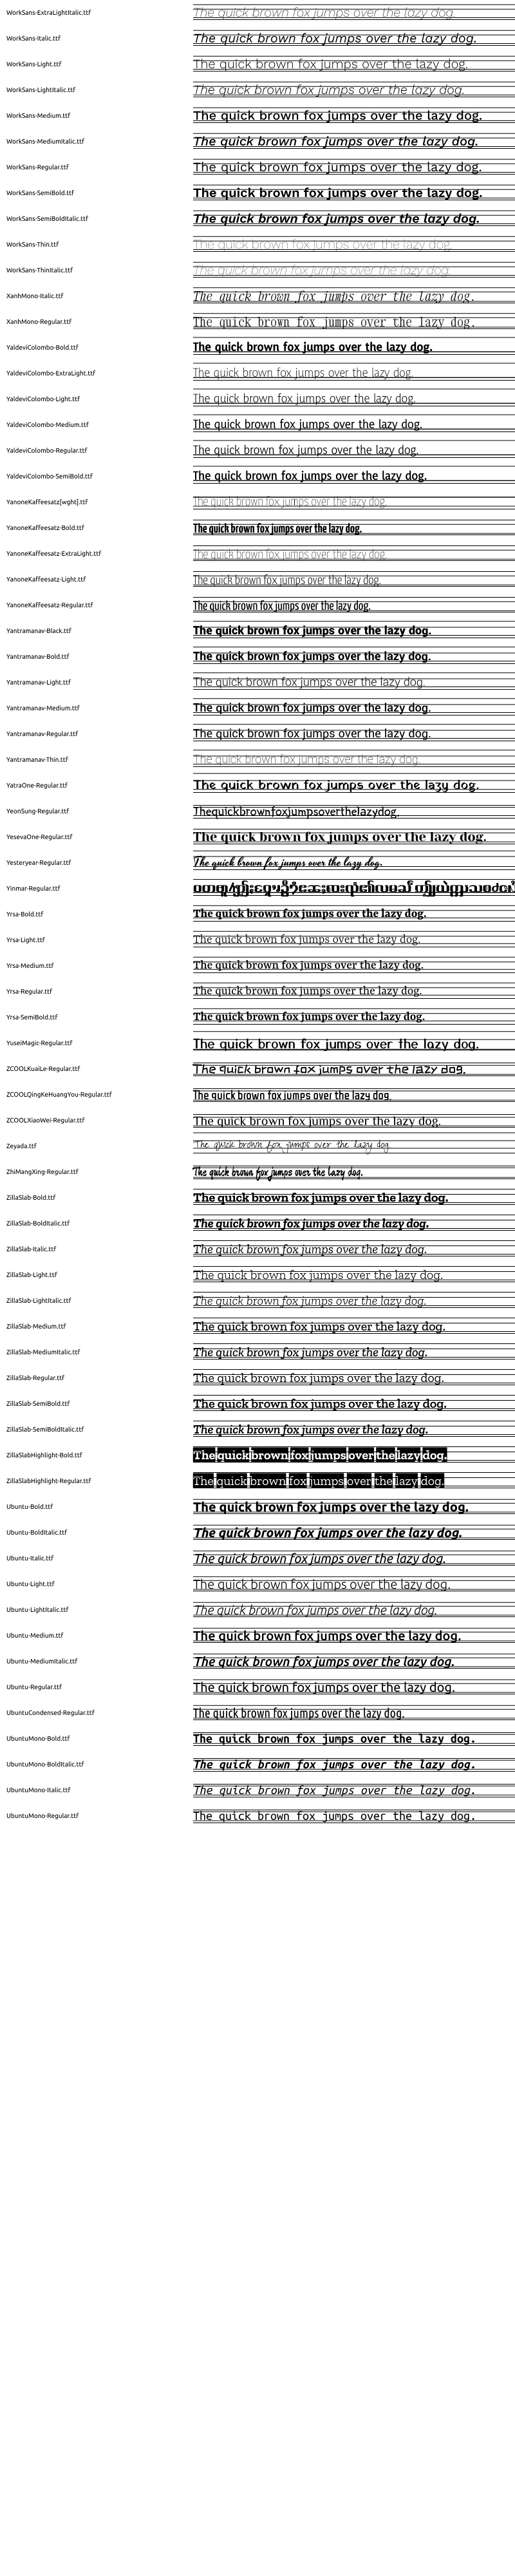 WorkSans-ExtraLightItalic.ttf The quick brown fox jumps over the lazy dog.
WorkSans-Italic.ttf The quick brown fox jumps over the lazy dog.
WorkSans-Light.ttf The quick brown fox jumps over the lazy dog.
WorkSans-LightItalic.ttf The quick brown fox jumps over the lazy dog.
WorkSans-Medium.ttf The quick brown fox jumps over the lazy dog.
WorkSans-MediumItalic.ttf The quick brown fox jumps over the lazy dog.
WorkSans-Regular.ttf The quick brown fox jumps over the lazy dog.
WorkSans-SemiBold.ttf The quick brown fox jumps over the lazy dog.
WorkSans-SemiBoldItalic.ttf The quick brown fox jumps over the lazy dog.
WorkSans-Thin.ttf The quick brown fox jumps over the lazy dog.
WorkSans-ThinItalic.ttf The quick brown fox jumps over the lazy dog.
XanhMono-Italic.ttf The quick brown fox jumps over the lazy dog.
XanhMono-Regular.ttf The quick brown fox jumps over the lazy dog.
YaldeviColombo-Bold.ttf The quick brown fox jumps over the lazy dog.
YaldeviColombo-ExtraLight.ttf The quick brown fox jumps over the lazy dog.
YaldeviColombo-Light.ttf The quick brown fox jumps over the lazy dog.
YaldeviColombo-Medium.ttf The quick brown fox jumps over the lazy dog.
YaldeviColombo-Regular.ttf The quick brown fox jumps over the lazy dog.
YaldeviColombo-SemiBold.ttf The quick brown fox jumps over the lazy dog.
YanoneKaffeesatz[wght].ttf The quick brown fox jumps over the lazy dog.
YanoneKaffeesatz-Bold.ttf The quick brown fox jumps over the lazy dog.
YanoneKaffeesatz-ExtraLight.ttf The quick brown fox jumps over the lazy dog.
YanoneKaffeesatz-Light.ttf The quick brown fox jumps over the lazy dog.
YanoneKaffeesatz-Regular.ttf The quick brown fox jumps over the lazy dog.
Yantramanav-Black.ttf The quick brown fox jumps over the lazy dog.
Yantramanav-Bold.ttf The quick brown fox jumps over the lazy dog.
Yantramanav-Light.ttf The quick brown fox jumps over the lazy dog.
Yantramanav-Medium.ttf The quick brown fox jumps over the lazy dog.
Yantramanav-Regular.ttf The quick brown fox jumps over the lazy dog.
Yantramanav-Thin.ttf The quick brown fox jumps over the lazy dog.
YatraOne-Regular.ttf The quick brown fox jumps over the lazy dog.
YeonSung-Regular.ttf Thequickbrownfoxjumpsoverthelazydog.
YesevaOne-Regular.ttf The quick brown fox jumps over the lazy dog.
Yesteryear-Regular.ttf The quick brown fox jumps over the lazy dog.
Yinmar-Regular.ttf
Yrsa-Bold.ttf The quick brown fox jumps over the lazy dog.
Yrsa-Light.ttf The quick brown fox jumps over the lazy dog.
Yrsa-Medium.ttf The quick brown fox jumps over the lazy dog.
Yrsa-Regular.ttf The quick brown fox jumps over the lazy dog.
Yrsa-SemiBold.ttf The quick brown fox jumps over the lazy dog.
YuseiMagic-Regular.ttf The quick brown fox jumps over the lazy dog.
ZCOOLKuaiLe-Regular.ttf The quick brown fox jumps over the lazy dog.
ZCOOLQingKeHuangYou-Regular.ttf The quick brown fox jumps over the lazy dog.
ZCOOLXiaoWei-Regular.ttf The quick brown fox jumps over the lazy dog.
Zeyada.ttf The quick brown fox jumps over the lazy dog.
ZhiMangXing-Regular.ttf The quick brown fox jumps over the lazy dog.
ZillaSlab-Bold.ttf The quick brown fox jumps over the lazy dog.
ZillaSlab-BoldItalic.ttf The quick brown fox jumps over the lazy dog.
ZillaSlab-Italic.ttf The quick brown fox jumps over the lazy dog.
ZillaSlab-Light.ttf The quick brown fox jumps over the lazy dog.
ZillaSlab-LightItalic.ttf The quick brown fox jumps over the lazy dog.
ZillaSlab-Medium.ttf The quick brown fox jumps over the lazy dog.
ZillaSlab-MediumItalic.ttf The quick brown fox jumps over the lazy dog.
ZillaSlab-Regular.ttf The quick brown fox jumps over the lazy dog.
ZillaSlab-SemiBold.ttf The quick brown fox jumps over the lazy dog.
ZillaSlab-SemiBoldItalic.ttf The quick brown fox jumps over the lazy dog.
ZillaSlabHighlight-Bold.ttf The quick brown fox jumps over the lazy dog.
ZillaSlabHighlight-Regular.ttf The quick brown fox jumps over the lazy dog.
Ubuntu-Bold.ttf The quick brown fox jumps over the lazy dog.
Ubuntu-BoldItalic.ttf The quick brown fox jumps over the lazy dog.
Ubuntu-Italic.ttf The quick brown fox jumps over the lazy dog.
Ubuntu-Light.ttf The quick brown fox jumps over the lazy dog.
Ubuntu-LightItalic.ttf The quick brown fox jumps over the lazy dog.
Ubuntu-Medium.ttf The quick brown fox jumps over the lazy dog.
Ubuntu-MediumItalic.ttf The quick brown fox jumps over the lazy dog.
Ubuntu-Regular.ttf The quick brown fox jumps over the lazy dog.
UbuntuCondensed-Regular.ttf The quick brown fox jumps over the lazy dog.
UbuntuMono-Bold.ttf The quick brown fox jumps over the lazy dog.
UbuntuMono-BoldItalic.ttf The quick brown fox jumps over the lazy dog.
UbuntuMono-Italic.ttf The quick brown fox jumps over the lazy dog.
UbuntuMono-Regular.ttf The quick brown fox jumps over the lazy dog.